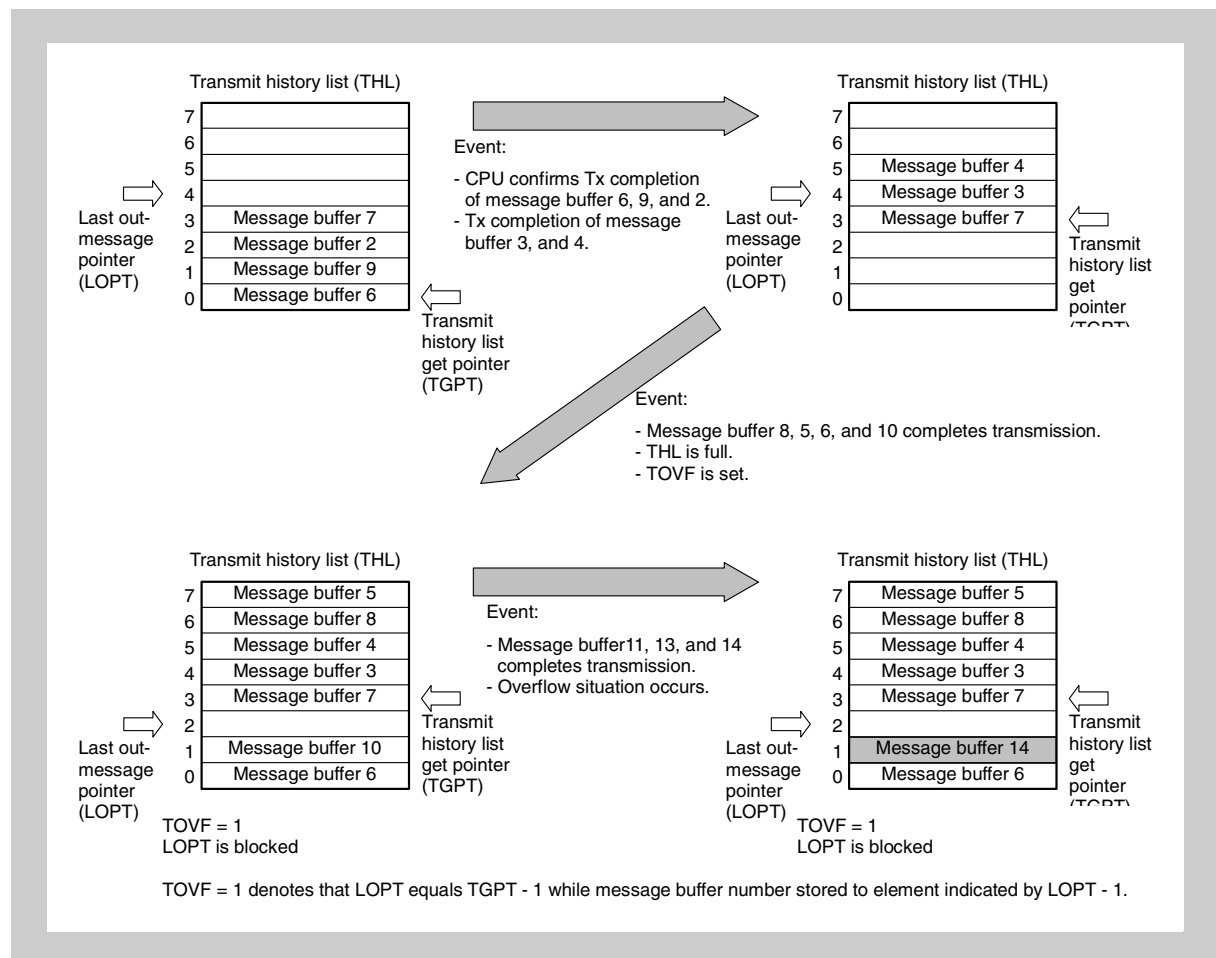 Transmit history list (THL)
7
6
5
4
3 Message buffer 7
2 Message buffer 2
1 Message buffer 9
0 Message buffer 6
Last out-
message
pointer
(LOPT)
Transmit
history list
get pointer
(TGPT)
Event:
- CPU confirms Tx completion
of message buffer 6, 9, and 2.
- Tx completion of message
buffer 3, and 4.
Transmit history list (THL)
7
6
5 Message buffer 4
4 Message buffer 3
3 Message buffer 7
2
1
0
Last out-
message
pointer
(LOPT)
Transmit
history list
get
pointer
(TGPT)
Event:
- Message buffer 8, 5, 6, and 10 completes transmission.
- THL is full.
- TOVF is set.
Transmit history list (THL)
7 Message buffer 5
6 Message buffer 8
5 Message buffer 4
4 Message buffer 3
3 Message buffer 7
2
1 Message buffer 10
0 Message buffer 6
Last out-
message
pointer
(LOPT)
Transmit
history list
get pointer
(TGPT)
TOVF = 1
LOPT is blocked
Event:
- Message buffer11, 13, and 14
completes transmission.
- Overflow situation occurs.
Transmit history list (THL)
7 Message buffer 5
6 Message buffer 8
5 Message buffer 4
4 Message buffer 3
3 Message buffer 7
2
1 Message buffer 14
0 Message buffer 6
Last out-
message
pointer
(LOPT)
Transmit
history list
get
pointer
(TGPT)
TOVF = 1
LOPT is blocked
TOVF = 1 denotes that LOPT equals TGPT - 1 while message buffer number stored to element indicated by LOPT - 1.